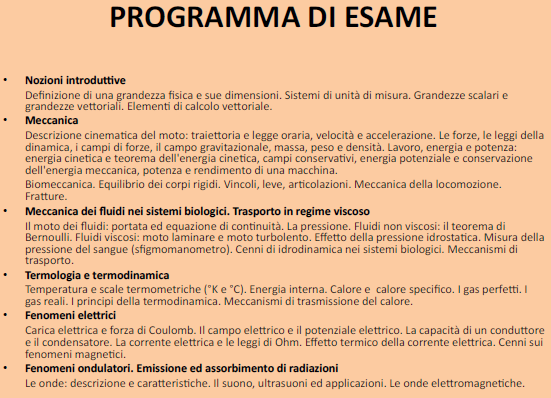 PROGRAMMA DI ESAME
• Nozioni introduttive
Definizione di una grandezza fisica e sue dimensioni. Sistemi di unità di misura. Grandezze scalari e
grandezze vettoriali. Elementi di calcolo vettoriale.
• Meccanica
Descrizione cinematica del moto: traiettoria e legge oraria, velocità e accelerazione. Le forze, le leggi della
dinamica, i campi di forze, il campo gravitazionale, massa, peso e densità. Lavoro, energia e potenza:
energia cinetica e teorema dell'energia cinetica, campi conservativi, energia potenziale e conservazione
dell'energia meccanica, potenza e rendimento di una macchina.
Biomeccanica. Equilibrio dei corpi rigidi. Vincoli, leve, articolazioni. Meccanica della locomozione.
Fratture.
• Meccanica dei fluidi nei sistemi biologici. Trasporto in regime viscoso
Il moto dei fluidi: portata ed equazione di continuità. La pressione. Fluidi non viscosi: il teorema di
Bernoulli. Fluidi viscosi: moto laminare e moto turbolento. Effetto della pressione idrostatica. Misura della
pressione del sangue (sfigmomanometro). Cenni di idrodinamica nei sistemi biologici. Meccanismi di
trasporto.
• Termologia e termodinamica
Temperatura e scale termometriche (°K e °C). Energia interna. Calore e calore specifico. I gas perfetti. I
gas reali. I principi della termodinamica. Meccanismi di trasmissione del calore.
• Fenomeni elettrici
Carica elettrica e forza di Coulomb. Il campo elettrico e il potenziale elettrico. La capacità di un conduttore
e il condensatore. La corrente elettrica e le leggi di Ohm. Effetto termico della corrente elettrica. Cenni sui
fenomeni magnetici.
• Fenomeni ondulatori. Emissione ed assorbimento di radiazioni
Le onde: descrizione e caratteristiche. Il suono, ultrasuoni ed applicazioni. Le onde elettromagnetiche.